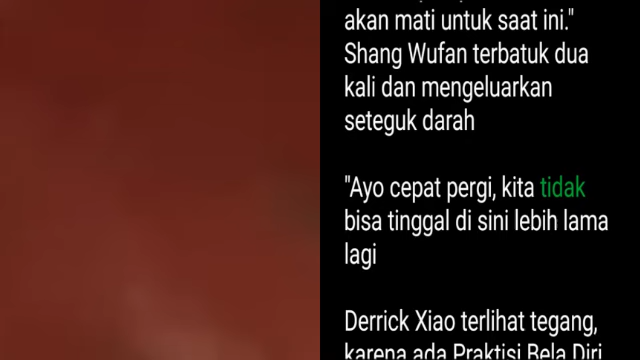 akan mati untuk saat ini."
Shang Wufan terbatuk dua
kali dan mengeluarkan
seteguk darah
"Ayo cepat pergi, kita tidak
bisa tinggal di sini lebih lama
lagi
Derrick Xiao terlihat tegang,
karena ada Praktisi Bela Diri